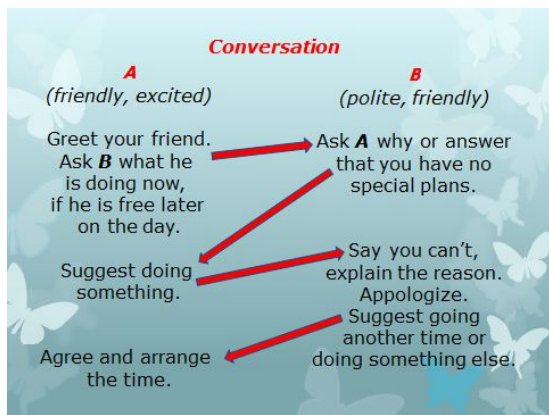 Conversation
A
(friendly, excited)
B
(polite, friendly)
Greet your friend.
Ask B what he
is doing now,
if he is free later
on the day.
Ask A why or answer
that you have no
special plans.
Suggest doing
something.
Say you can't,
explain the reason.
Appologize.
Suggest going
another time or
doing something else.
Agree and arrange
the time.